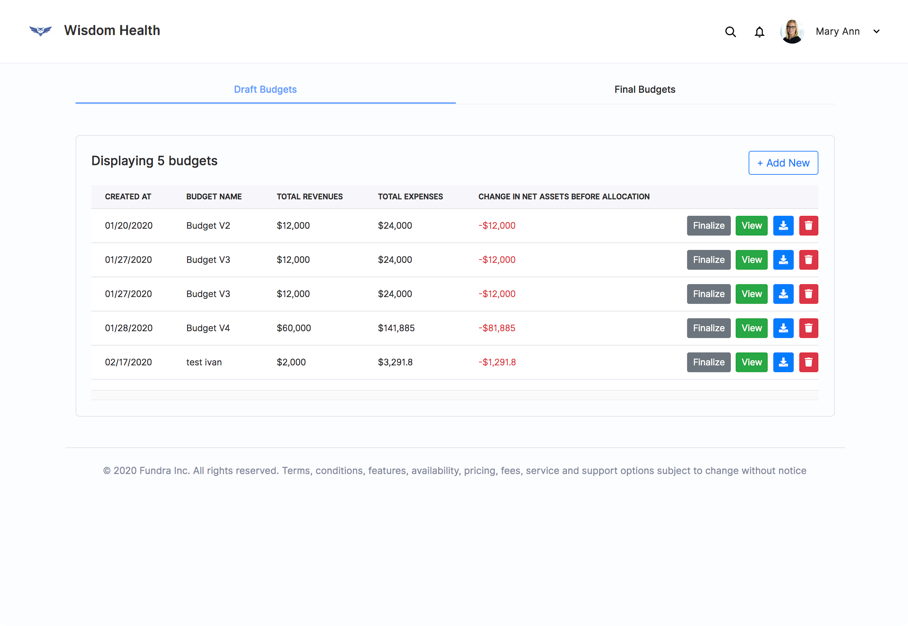 Wisdom Health
Mary Ann
Draft Budgets Final Budgets
Displaying 5 budgets
+ Add New
CREATED AT BUDGET NAME TOTAL REVENUES TOTAL EXPENSES CHANGE IN NET ASSETS BEFORE ALLOCATION
01/20/2020 Budget V2 $12,000 $24,000 -$12,000 Finalize View
01/27/2020 Budget V3 $12,000 $24,000 -$12,000 Finalize View
01/27/2020 Budget V3 $12,000 $24,000 -$12,000 Finalize View
01/28/2020 Budget V4 $60,000 $141,885 -$81,885 Finalize View
02/17/2020 test ivan $2,000 $3,291.8 -$1,291.8 Finalize View
© 2020 Fundra Inc. All rights reserved. Terms, conditions, features, availability, pricing, fees, service and support options subject to change without notice